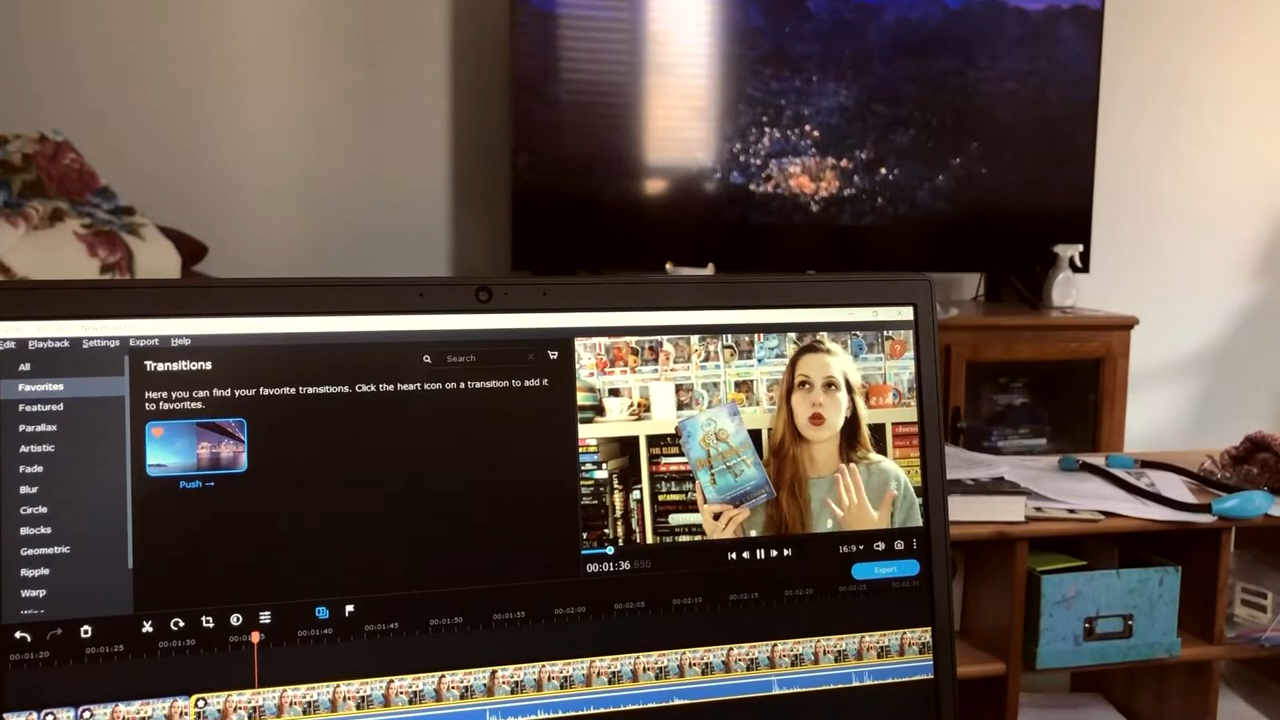 Edit Playback Settings Export Help
All
Favorites
Featured
Parallax
Artistic
Fade
Blur
Circle
Blocks
Geometric
Ripple
Warp
Transitions
Search
Here you can find your favorite transitions. Click the heart icon on a transition to add it
to favorites.
Push →
00:01:36.886
16:9
Export
00:01:20 00:01:25 00:01:30 00:01:40 00:01:45 00:01:50 00:01:55 00:02:00 00:02:05 00:02:10 00:02:15 00:02:20 00:02:25 00:02:30